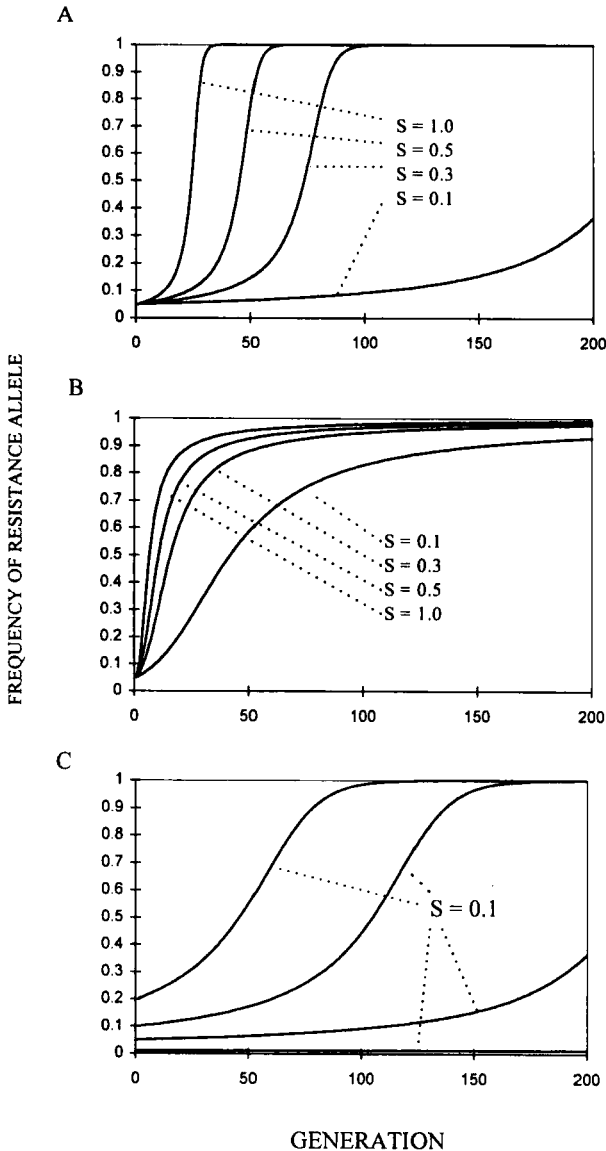 A
1
0.9
0.8
0.7
0.6
0.5
0.4
0.3
0.2
0.1
0
S = 1.0
S = 0.5
S = 0.3
S = 0.1
0 50 100 150 200
FREQUENCY OF RESISTANCE ALLELE
B
1
0.9
0.8
0.7
0.6
0.5
0.4
0.3
0.2
0.1
0
S = 0.1
S = 0.3
S = 0.5
S = 1.0
0 50 100 150 200
C
1
0.9
0.8
0.7
0.6
0.5
0.4
0.3
0.2
0.1
0
S = 0.1
0 50 100 150 200
GENERATION